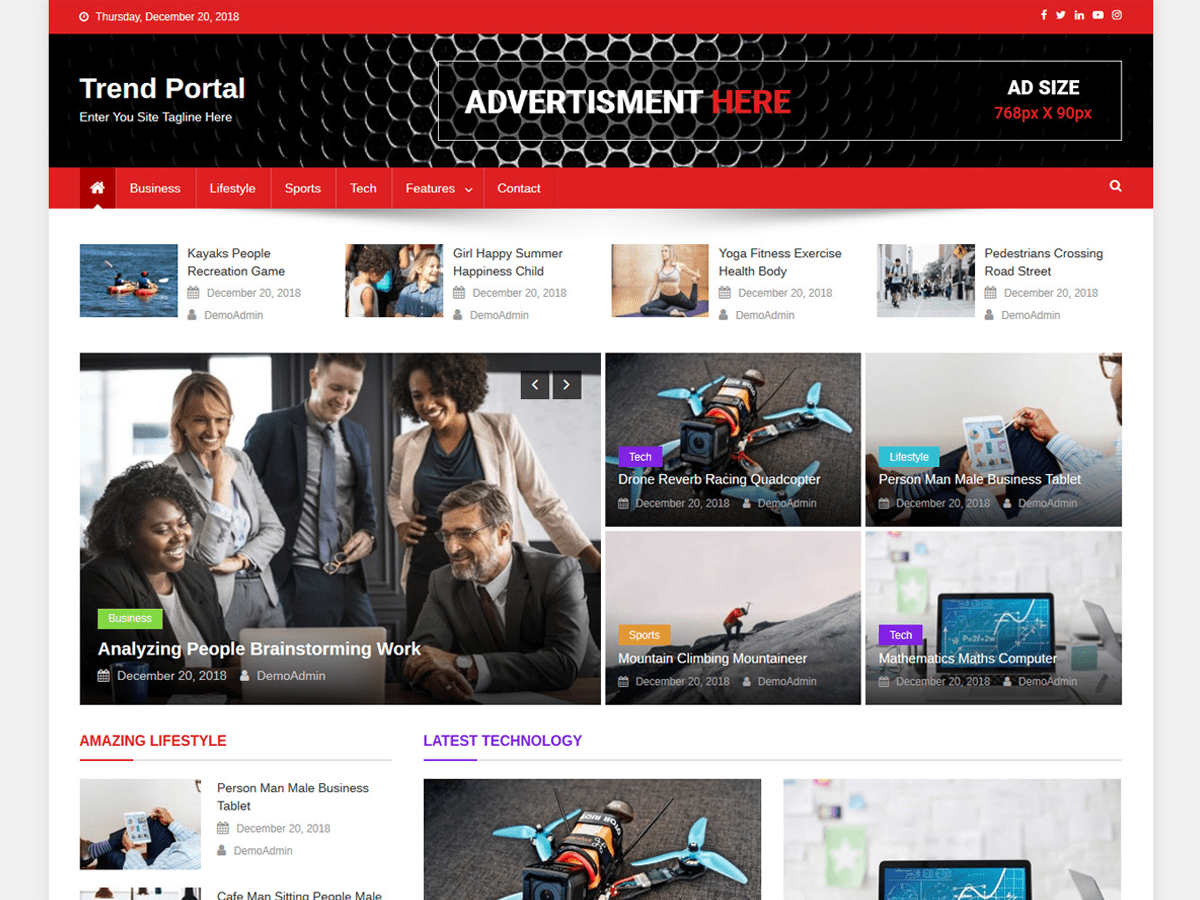 Thursday, December 20, 2018
Trend Portal
Enter You Site Tagline Here
ADVERTISMENT HERE
AD SIZE
768px X 90px
Business
Lifestyle
Sports
Tech
Features
Contact
Kayaks People
Recreation Game
December 20, 2018
DemoAdmin
Girl Happy Summer
Happiness Child
December 20, 2018
DemoAdmin
Yoga Fitness Exercise
Health Body
December 20, 2018
DemoAdmin
Pedestrians Crossing
Road Street
December 20, 2018
DemoAdmin
Business
Analyzing People Brainstorming Work
December 20, 2018 DemoAdmin
Tech
Drone Reverb Racing Quadcopter
December 20, 2018 DemoAdmin
Lifestyle
Person Man Male Business Tablet
December 20, 2018 DemoAdmin
Sports
Mountain Climbing Mountaineer
December 20, 2018 DemoAdmin
Tech
Mathematics Maths Computer
December 20, 2018 DemoAdmin
AMAZING LIFESTYLE
Person Man Male Business
Tablet
December 20, 2018
DemoAdmin
Cafe Man Sitting People Male
LATEST TECHNOLOGY